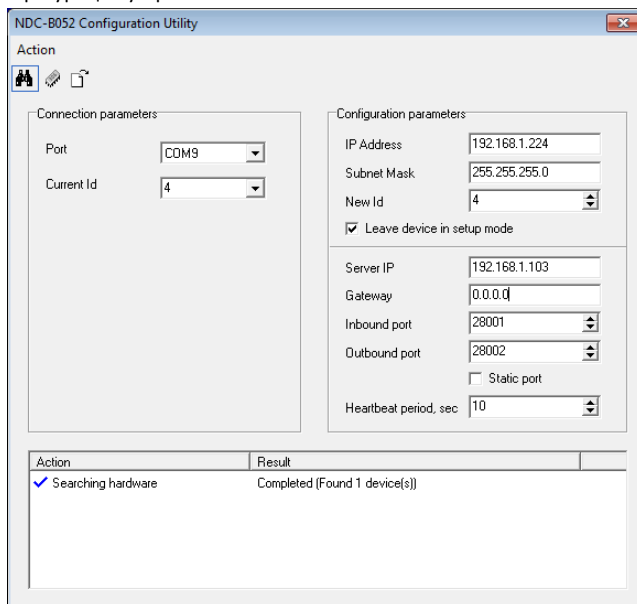 NDC-B052 Configuration Utility
Action
Connection parameters
Port COM9
Current Id 4
Configuration parameters
IP Address 192.168.1.224
Subnet Mask 255.255.255.0
New Id 4
Leave device in setup mode
Server IP 192.168.1.103
Gateway 0.0.0.0
Inbound port 28001
Outbound port 28002
Static port
Heartbeat period, sec 10
Action Result
Searching hardware Completed (Found 1 device(s))